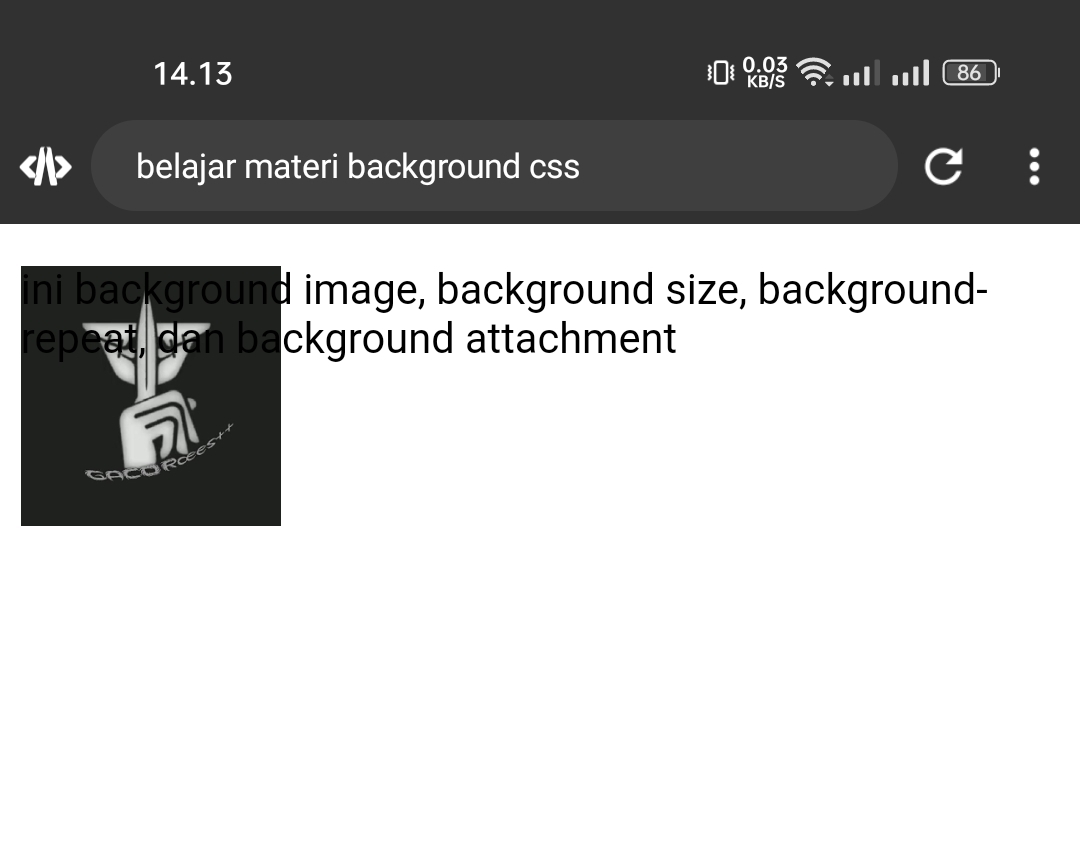 14.13
0.03
KB/S
86
belajar materi background css
ini background image, background size, background-
repeat, dan background attachment